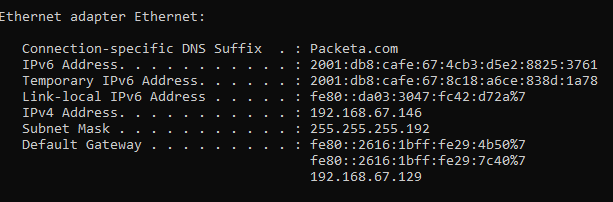 Ethernet adapter Ethernet:
Connection-specific DNS Suffix . : Packeta.com
IPv6 Address. . . . . . . . . . . : 2001:db8:cafe:67:4cb3:d5e2:8825:3761
Temporary IPv6 Address. . . . . . : 2001:db8:cafe:67:8c18:a6ce:838d:1a78
Link-local IPv6 Address . . . . . : fe80::da03:3047:fc42:d72a%7
IPv4 Address. . . . . . . . . . . : 192.168.67.146
Subnet Mask . . . . . . . . . . . : 255.255.255.192
Default Gateway . . . . . . . . . : fe80::2616:1bff:fe29:4b50%7
fe80::2616:1bff:fe29:7c40%7
192.168.67.129